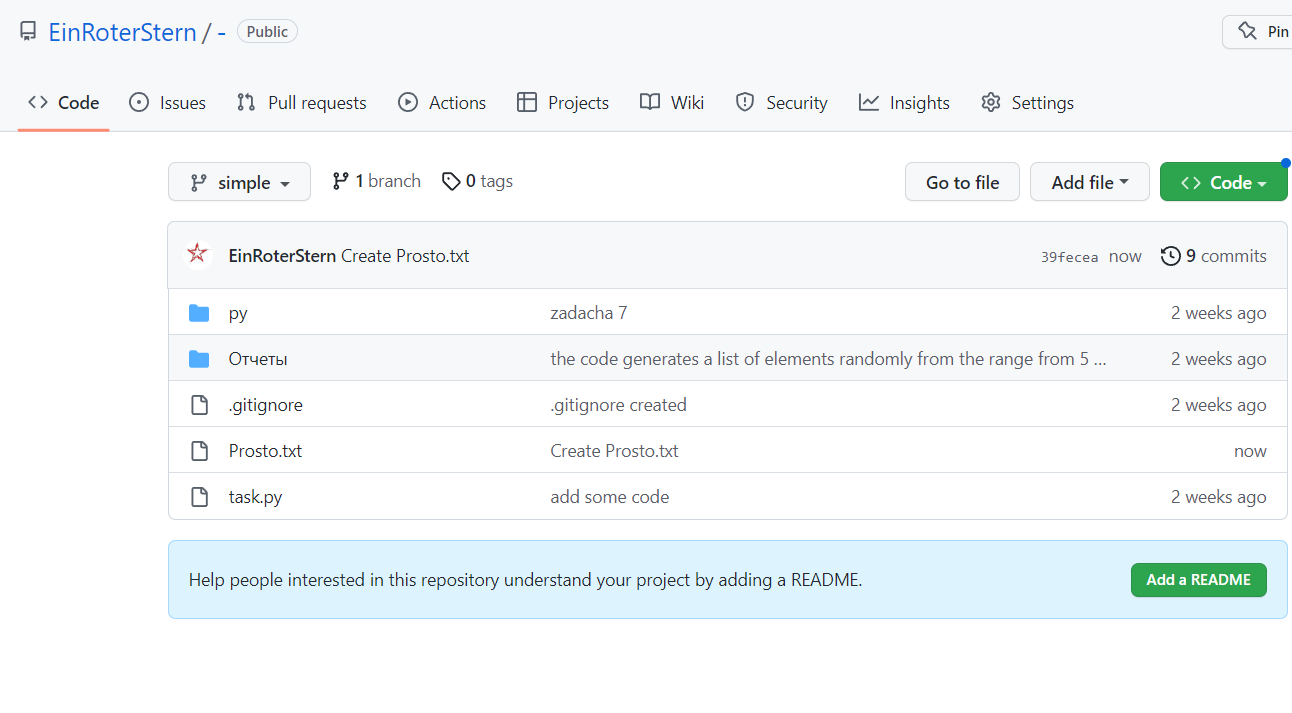 EinRoterStern / - Public Pin
Code Issues Pull requests Actions Projects Wiki Security Insights Settings
simple 1 branch 0 tags Go to file Add file Code
EinRoterStern Create Prosto.txt 39fecea now 9 commits
py zadacha 7 2 weeks ago
Отчеты the code generates a list of elements randomly from the range from 5 ... 2 weeks ago
.gitignore .gitignore created 2 weeks ago
Prosto.txt Create Prosto.txt now
task.py add some code 2 weeks ago
Help people interested in this repository understand your project by adding a README. Add a README